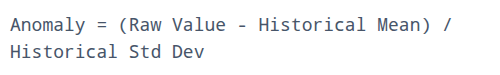 Anomaly = (Raw Value - Historical Mean) /
Historical Std Dev